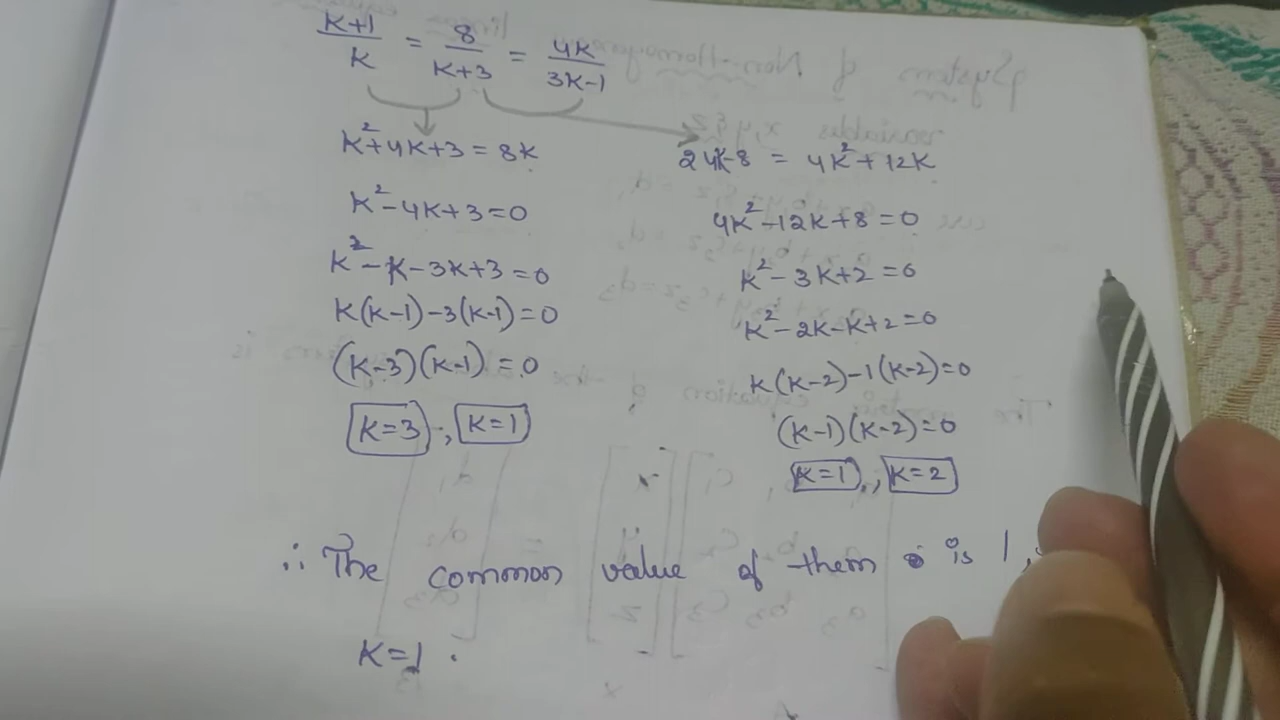 K+1/K = 8/K+3 = 4K/3K-1
K²+4K+3=8K
K²-4K+3=0
K²-K-3K+3=0
K(K-1)-3(K-1)=0
(K-3)(K-1)=0
K=3, K=1
24K-8 = 4K²+12K
4K²-12K+8=0
K²-3K+2=0
K²-2K-K+2=0
K(K-2)-1(K-2)=0
(K-1)(K-2)=0
K=1, K=2
∴ The common value of them is 1,
K=1.